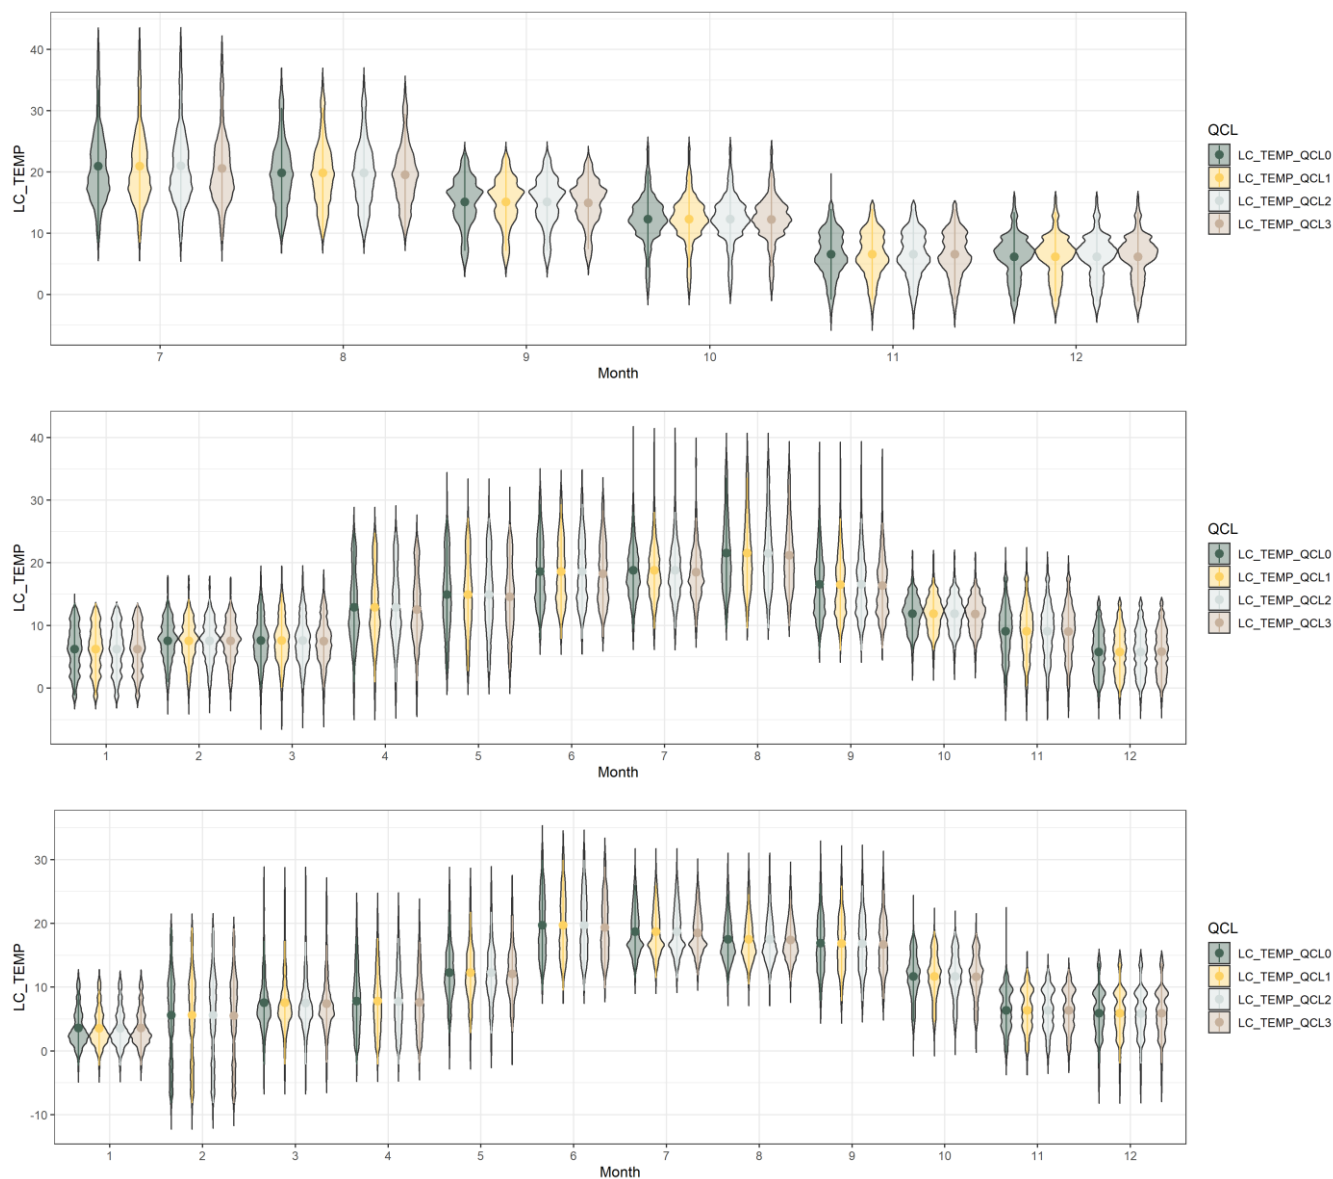 LC_TEMP
40
30
20
10
0
7 8 9 10 11 12
Month
QCL
LC_TEMP_QCL0
LC_TEMP_QCL1
LC_TEMP_QCL2
LC_TEMP_QCL3
LC_TEMP
40
30
20
10
0
1 2 3 4 5 6 7 8 9 10 11 12
Month
QCL
LC_TEMP_QCL0
LC_TEMP_QCL1
LC_TEMP_QCL2
LC_TEMP_QCL3
LC_TEMP
30
20
10
0
-10
1 2 3 4 5 6 7 8 9 10 11 12
Month
QCL
LC_TEMP_QCL0
LC_TEMP_QCL1
LC_TEMP_QCL2
LC_TEMP_QCL3